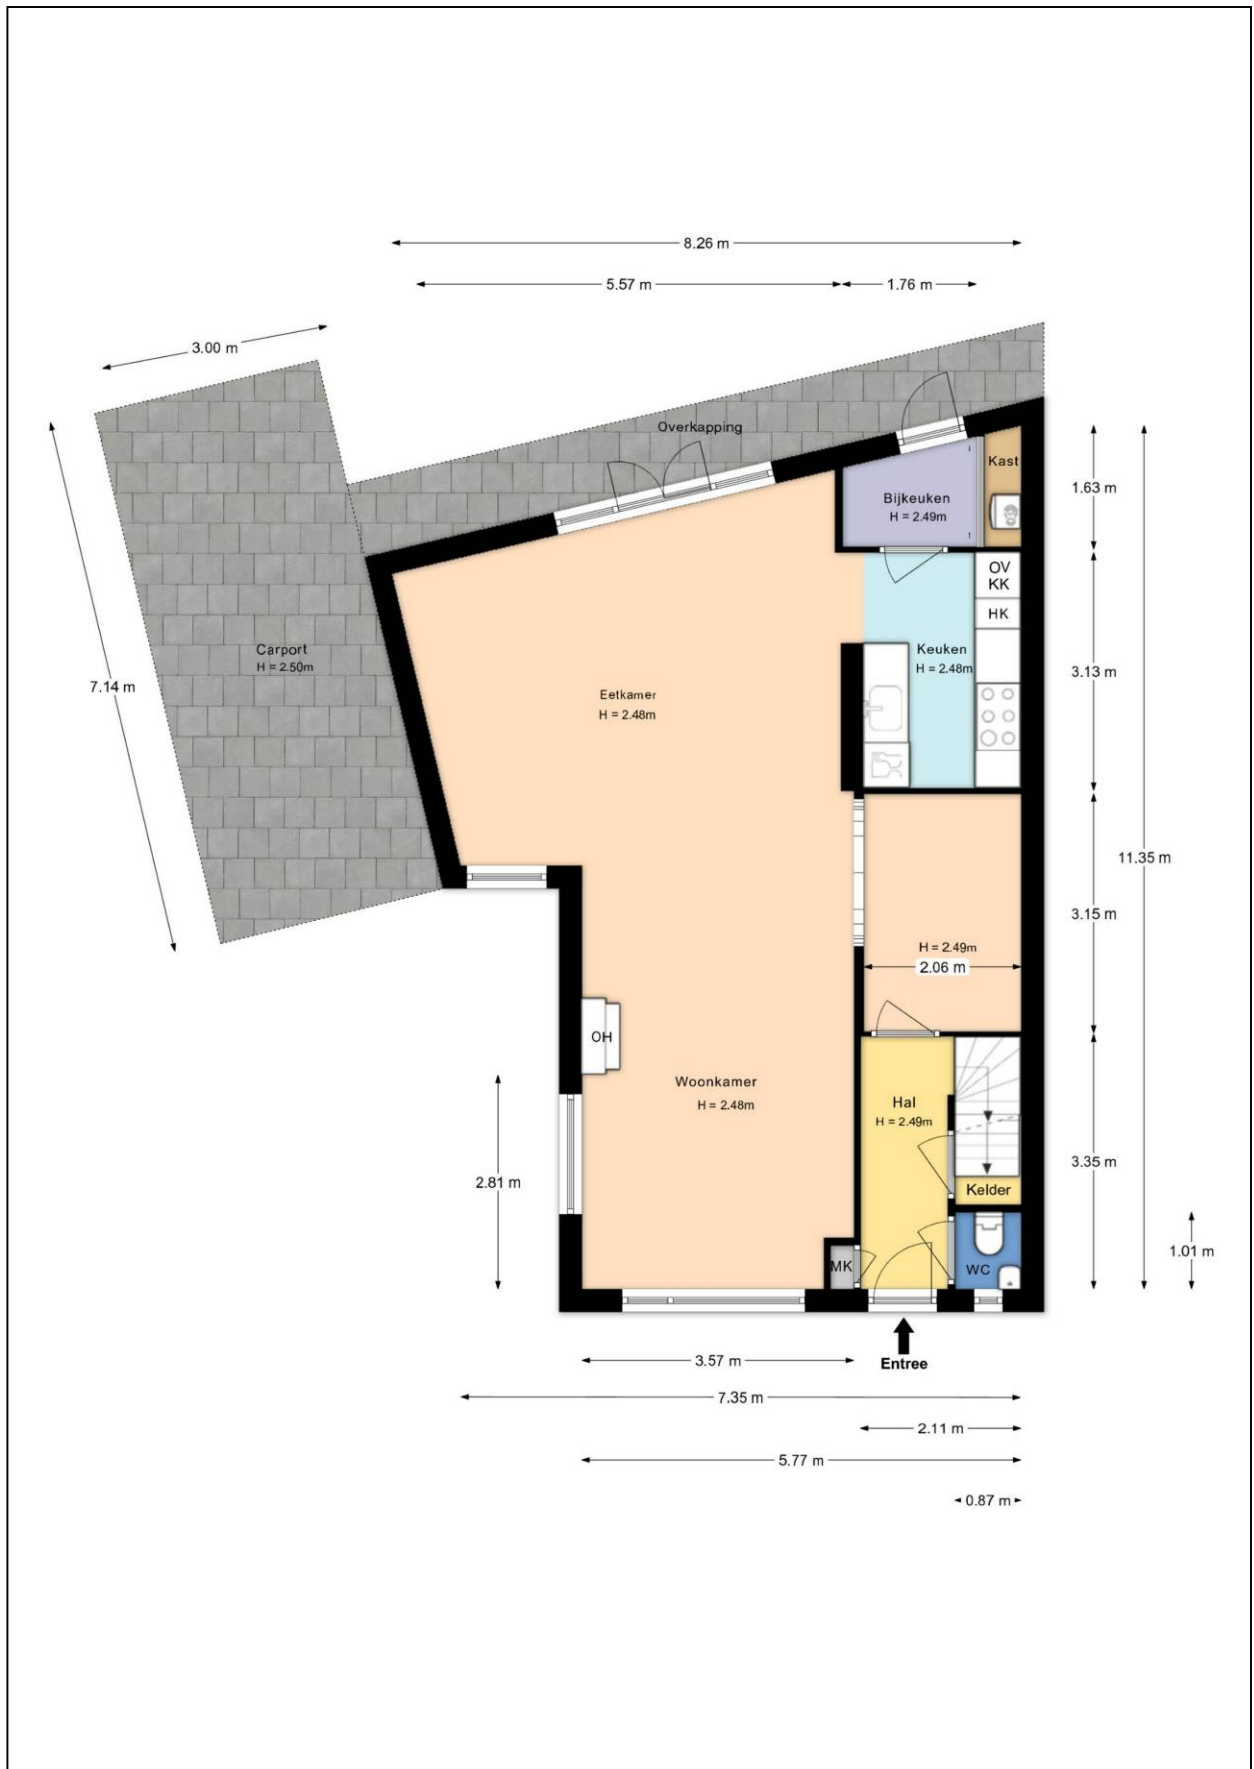 8.26 m
5.57 m
1.76 m
3.00 m
Overkapping
Kast
Bijkeuken
H = 2.49m
1.63 m
OV
KK
HK
Carport
H = 2.50m
Keuken
H = 2.48m
3.13 m
7.14 m
Eetkamer
H = 2.48m
11.35 m
3.15 m
H = 2.49m
2.06 m
OH
Woonkamer
H = 2.48m
Hal
H = 2.49m
3.35 m
2.81 m
Kelder
1.01 m
MK
WC
Entree
3.57 m
7.35 m
2.11 m
5.77 m
0.87 m